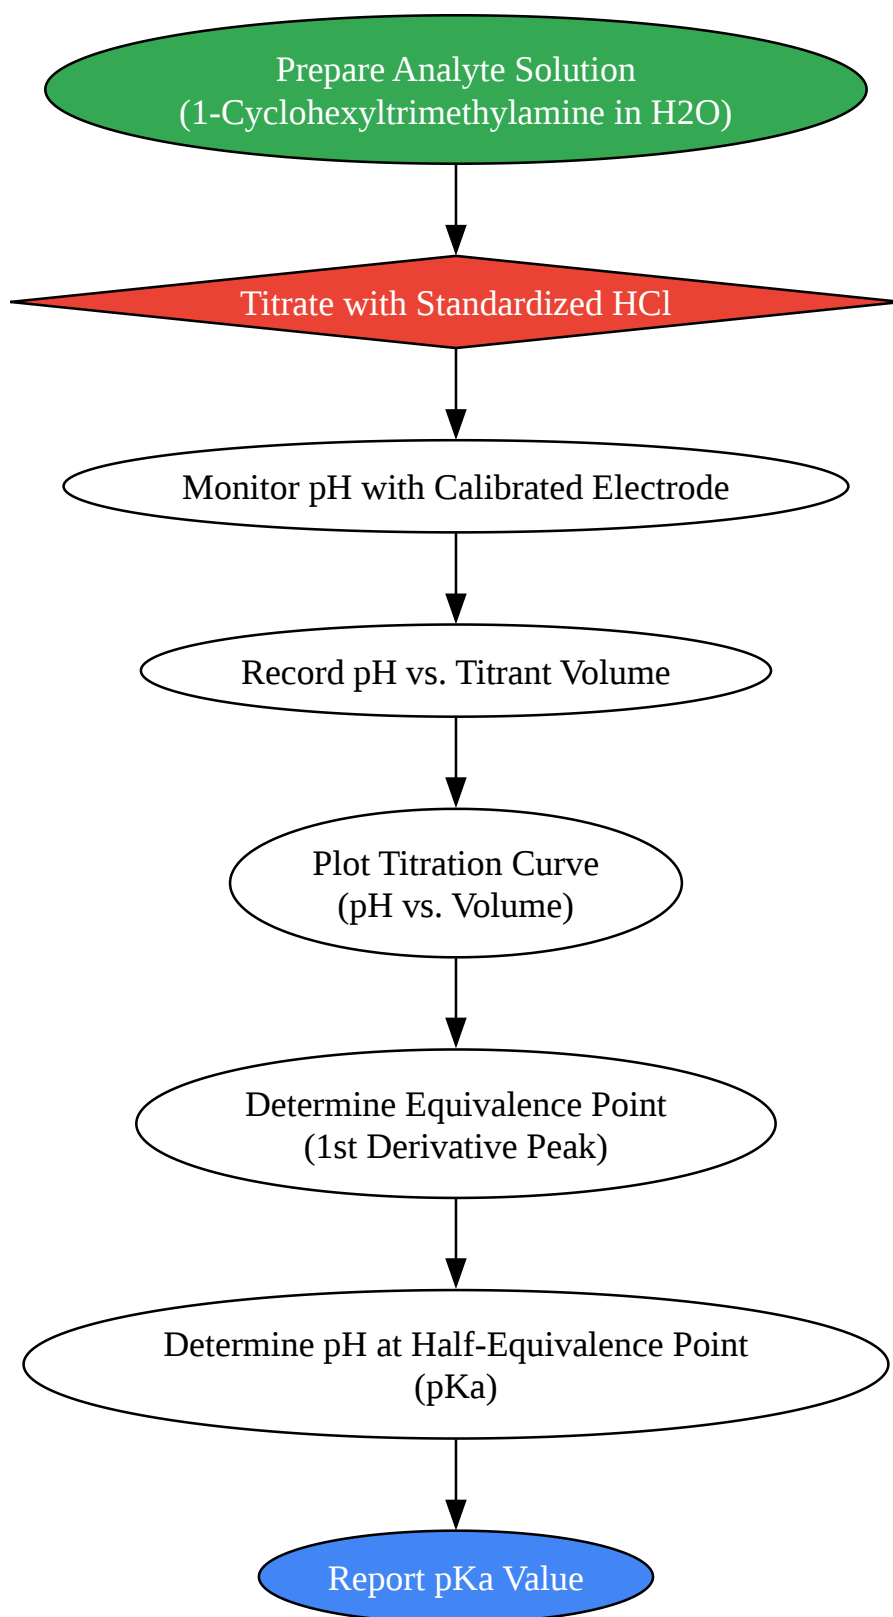 Prepare Analyte Solution
(1-Cyclohexyltrimethylamine in H2O)
Titrate with Standardized HCl
Monitor pH with Calibrated Electrode
Record pH vs. Titrant Volume
Plot Titration Curve
(pH vs. Volume)
Determine Equivalence Point
(1st Derivative Peak)
Determine pH at Half-Equivalence Point
(pKa)
Report pKa Value